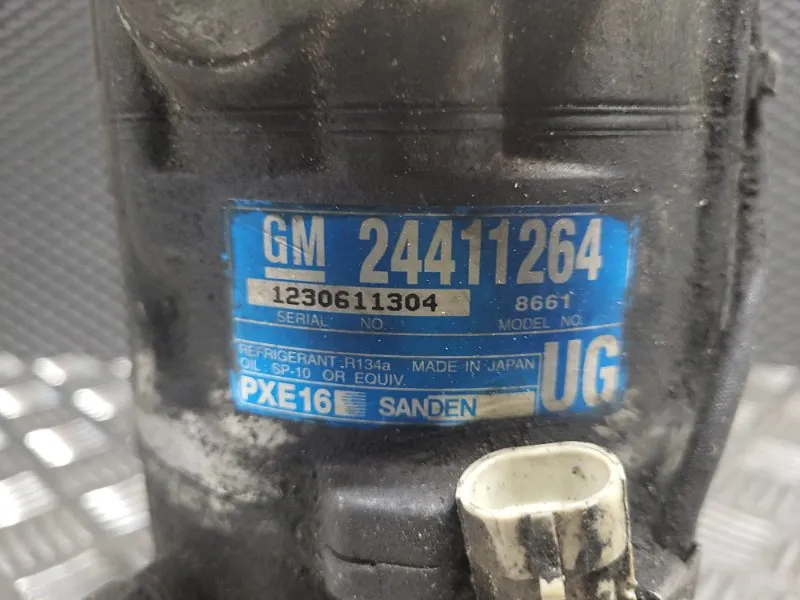 GM 24411264
1230611304 8661
SERIAL NO. MODEL NO.
REFRIGERANT : R134a MADE IN JAPAN
OIL : SP-10 OR EQUIV. UG
PXE16 SANDEN